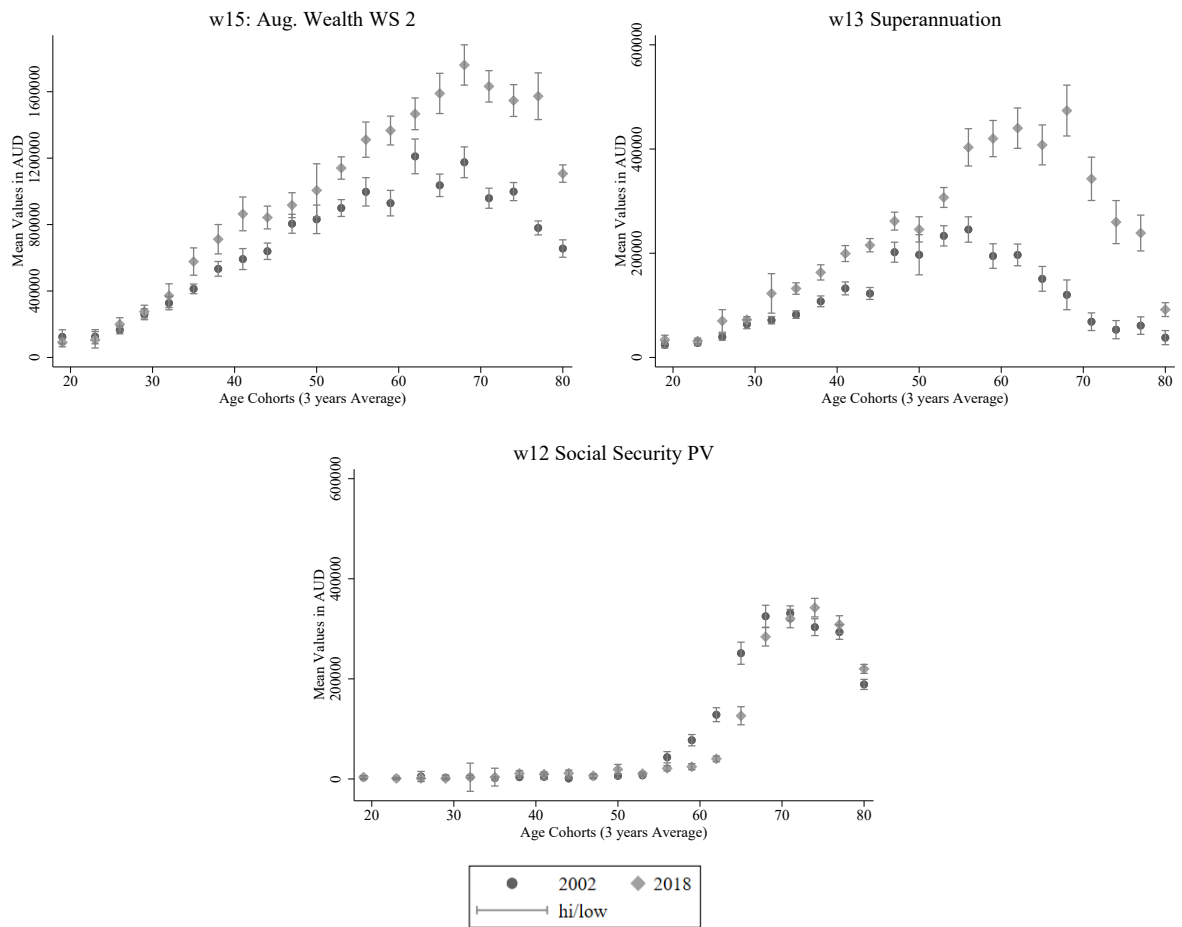 w15: Aug. Wealth WS 2
Mean Values in AUD
0 400000 800000 1200000 1600000
20 30 40 50 60 70 80
Age Cohorts (3 years Average)
w13 Superannuation
Mean Values in AUD
0 200000 400000 600000
20 30 40 50 60 70 80
Age Cohorts (3 years Average)
w12 Social Security PV
Mean Values in AUD
0 200000 400000 600000
20 30 40 50 60 70 80
Age Cohorts (3 years Average)
2002 2018
hi/low